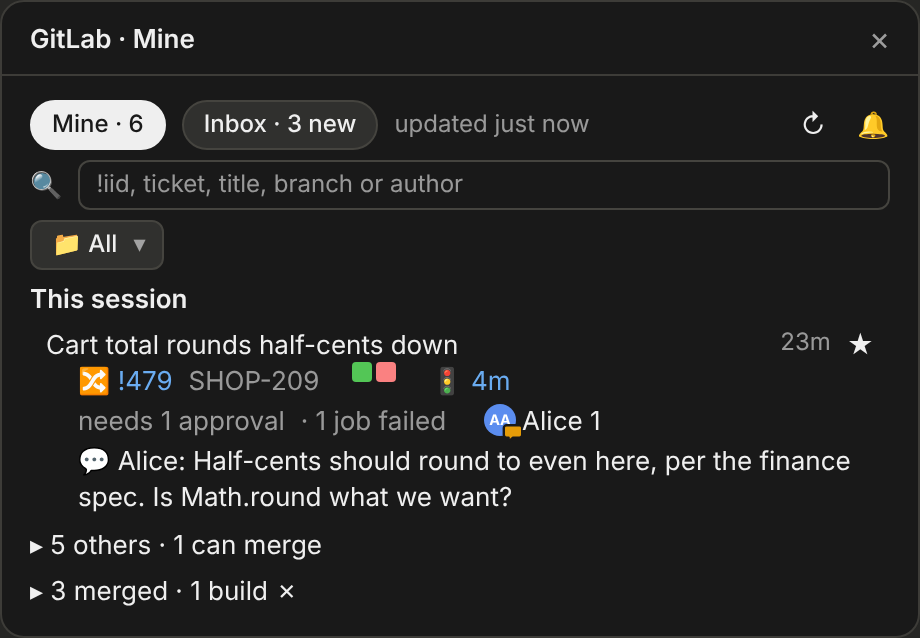 GitLab · Mine ×
Mine · 6 Inbox · 3 new updated just now
!iid, ticket, title, branch or author
All ▾
This session
Cart total rounds half-cents down 23m ★
!479 SHOP-209 4m
needs 1 approval · 1 job failed AA Alice 1
Alice: Half-cents should round to even here, per the finance
spec. Is Math.round what we want?
▸ 5 others · 1 can merge
▸ 3 merged · 1 build ×